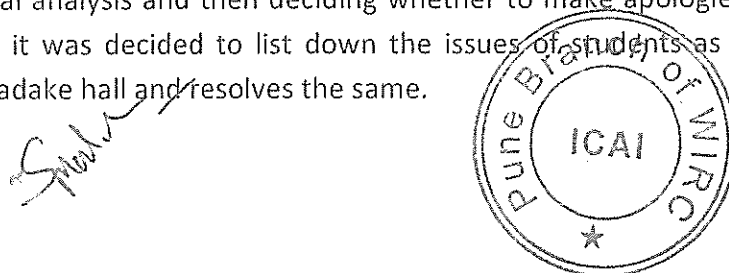 al analysis and then deciding whether to make apologie
it was decided to list down the issues of students as
adake hall and resolves the same.
Pune Branch of WIRC
ICAI